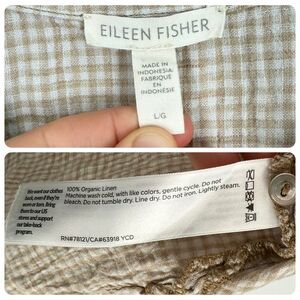 EILEEN FISHER
MADE IN
INDONESIA
FABRIQUÉ
EN
INDONÉSIE
L/G
We want our clothes
back, even if they're
worn or torn. Bring
them to our US
stores and support
our take-back
program.
100% Organic Linen
Machine wash cold, with like colors, gentle cycle. Do not
bleach. Do not tumble dry. Line dry. Do not iron. Lightly steam.
RN#78121/CA#63918 YCD